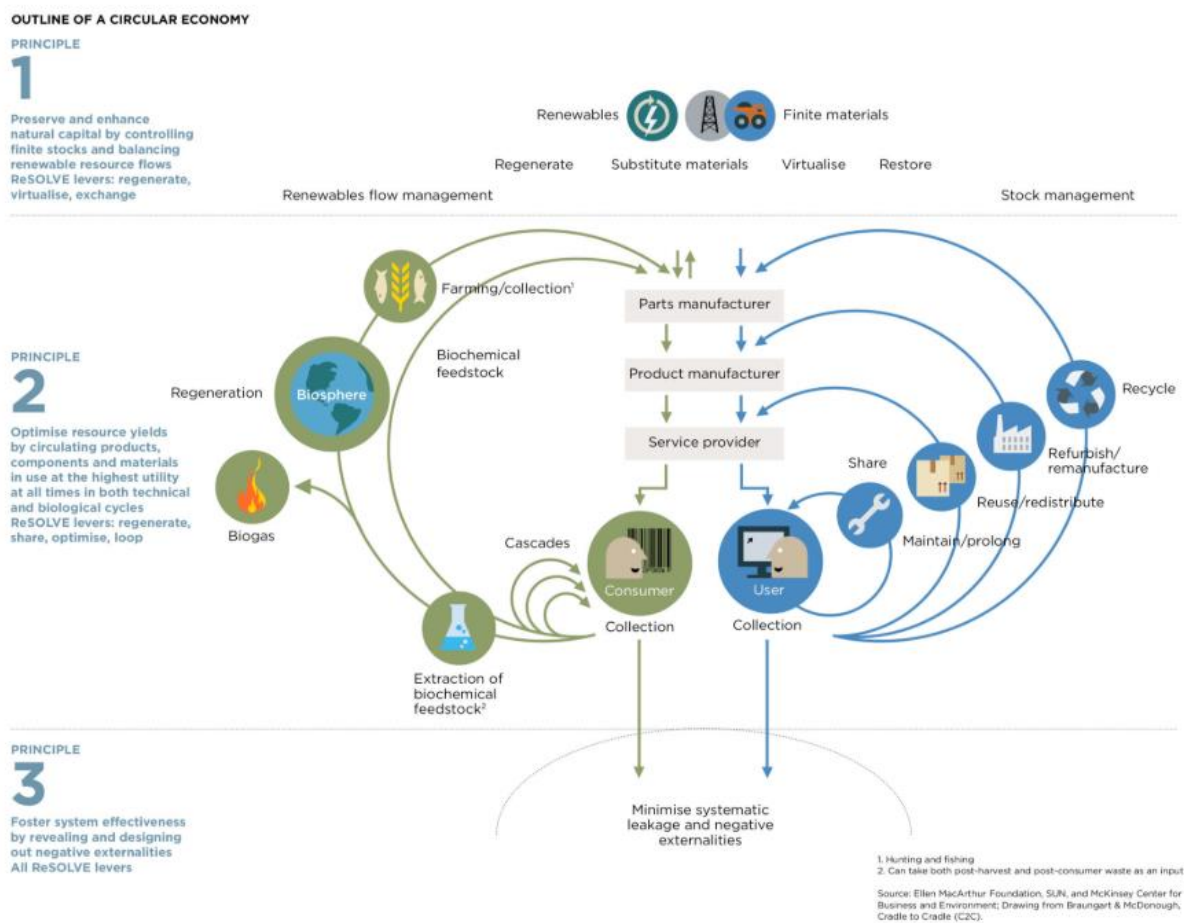 OUTLINE OF A CIRCULAR ECONOMY
PRINCIPLE
1
Preserve and enhance
natural capital by controlling
finite stocks and balancing
renewable resource flows
ReSOLVE levers: regenerate,
virtualise, exchange
Renewables
Finite materials
Regenerate
Substitute materials
Virtualise
Restore
Renewables flow management
Stock management
PRINCIPLE
2
Optimise resource yields
by circulating products,
components and materials
in use at the highest utility
at all times in both technical
and biological cycles
ReSOLVE levers: regenerate,
share, optimise, loop
Farming/collection¹
Parts manufacturer
Biochemical
feedstock
Product manufacturer
Regeneration
Biosphere
Recycle
Service provider
Refurbish/
remanufacture
Share
Reuse/redistribute
Biogas
Cascades
Maintain/prolong
Consumer
User
Collection
Collection
Extraction of
biochemical
feedstock²
PRINCIPLE
3
Foster system effectiveness
by revealing and designing
out negative externalities
All ReSOLVE levers
Minimise systematic
leakage and negative
externalities
1. Hunting and fishing
2. Can take both post-harvest and post-consumer waste as an input
Source: Ellen MacArthur Foundation, SUN, and McKinsey Center for
Business and Environment; Drawing from Braungart & McDonough,
Cradle to Cradle (C2C).